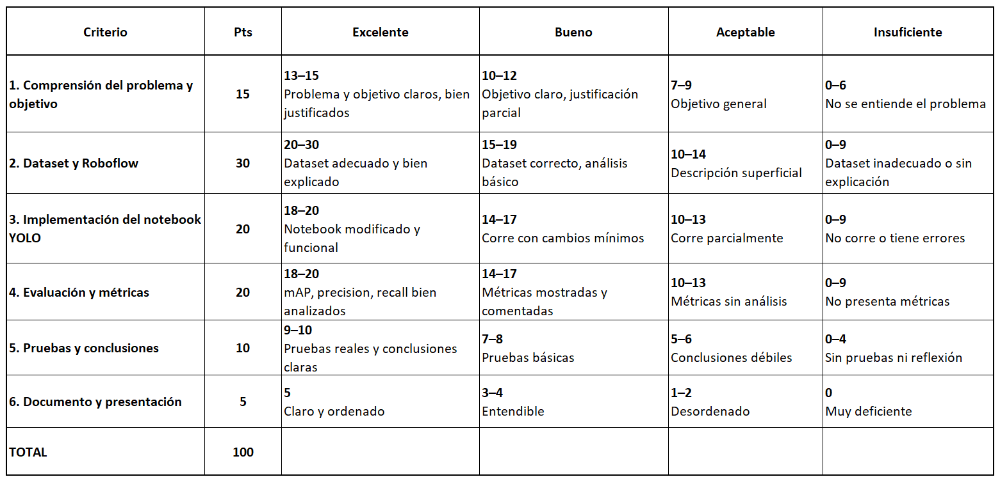 Criterio Pts Excelente Bueno Aceptable Insuficiente
1. Comprensión del problema y
objetivo
15
13–15
Problema y objetivo claros, bien
justificados
10–12
Objetivo claro, justificación
parcial
7–9
Objetivo general
0–6
No se entiende el problema
2. Dataset y Roboflow
30
20–30
Dataset adecuado y bien
explicado
15–19
Dataset correcto, análisis
básico
10–14
Descripción superficial
0–9
Dataset inadecuado o sin
explicación
3. Implementación del notebook
YOLO
20
18–20
Notebook modificado y
funcional
14–17
Corre con cambios mínimos
10–13
Corre parcialmente
0–9
No corre o tiene errores
4. Evaluación y métricas
20
18–20
mAP, precision, recall bien
analizados
14–17
Métricas mostradas y
comentadas
10–13
Métricas sin análisis
0–9
No presenta métricas
5. Pruebas y conclusiones
10
9–10
Pruebas reales y conclusiones
claras
7–8
Pruebas básicas
5–6
Conclusiones débiles
0–4
Sin pruebas ni reflexión
6. Documento y presentación
5
5
Claro y ordenado
3–4
Entendible
1–2
Desordenado
0
Muy deficiente
TOTAL
100